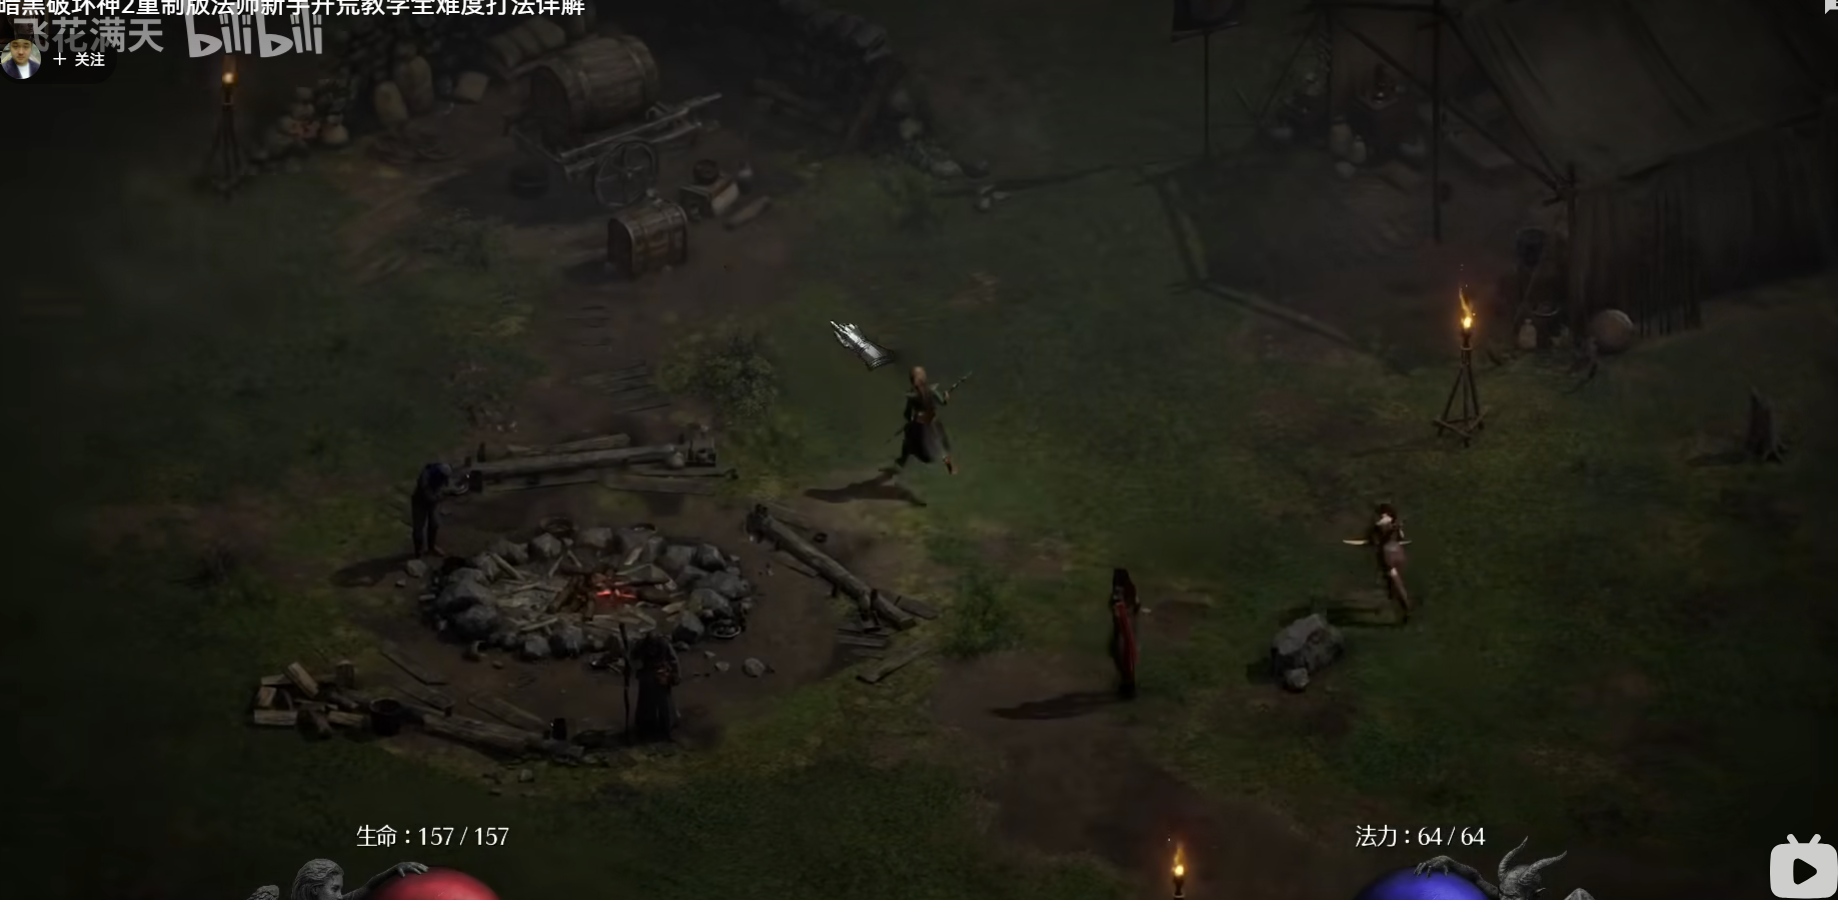 暗黑破坏神2重制版法师新手开荒教学全难度打法详解
飞花满天 bilibili
+ 关注
生命：157 / 157
法力：64 / 64